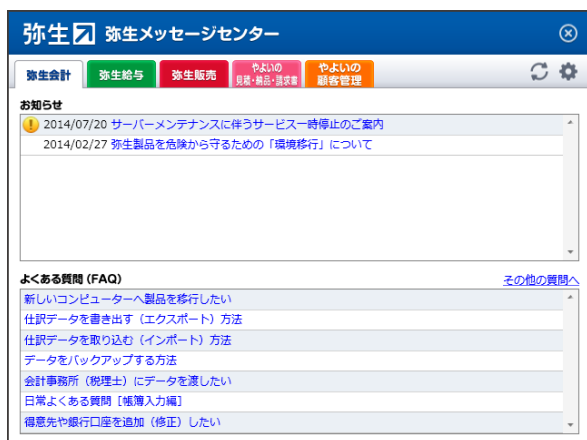 弥生 弥生メッセージセンター
弥生会計 弥生給与 弥生販売 やよいの 見積・納品・請求書 やよいの 顧客管理
お知らせ
2014/07/20 サーバーメンテナンスに伴うサービス一時停止のご案内
2014/02/27 弥生製品を危険から守るための「環境移行」について
よくある質問(FAQ) その他の質問へ
新しいコンピューターへ製品を移行したい
仕訳データを書き出す（エクスポート）方法
仕訳データを取り込む（インポート）方法
データをバックアップする方法
会計事務所（税理士）にデータを渡したい
日常よくある質問［帳簿入力編］
得意先や銀行口座を追加（修正）したい